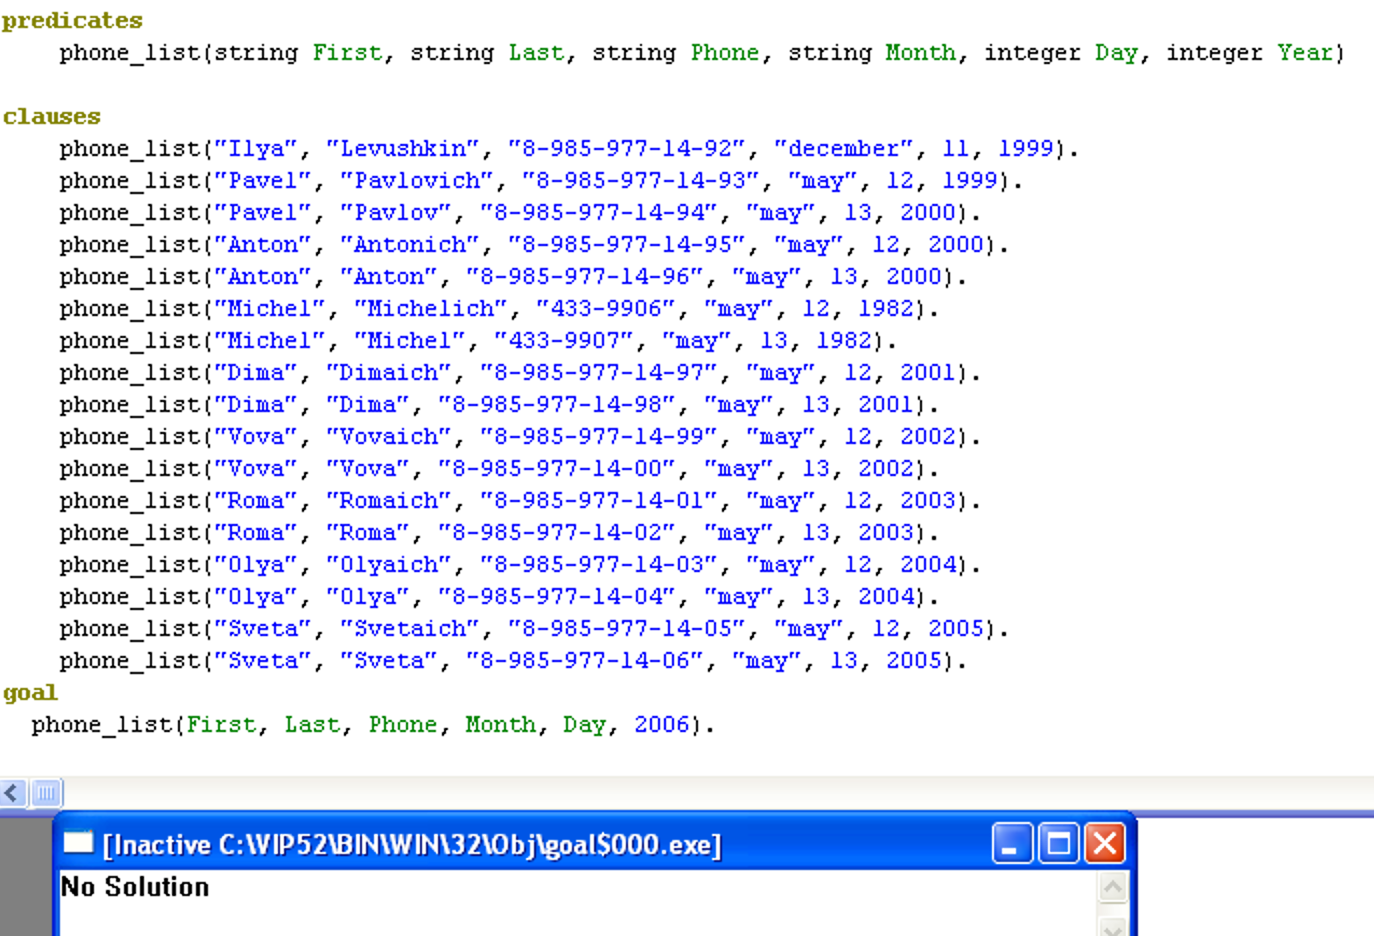 predicates
phone_list(string First, string Last, string Phone, string Month, integer Day, integer Year)
clauses
phone_list("Ilya", "Levushkin", "8-985-977-14-92", "december", 11, 1999).
phone_list("Pavel", "Pavlovich", "8-985-977-14-93", "may", 12, 1999).
phone_list("Pavel", "Pavlov", "8-985-977-14-94", "may", 13, 2000).
phone_list("Anton", "Antonich", "8-985-977-14-95", "may", 12, 2000).
phone_list("Anton", "Anton", "8-985-977-14-96", "may", 13, 2000).
phone_list("Michel", "Michelich", "433-9906", "may", 12, 1982).
phone_list("Michel", "Michel", "433-9907", "may", 13, 1982).
phone_list("Dima", "Dimaich", "8-985-977-14-97", "may", 12, 2001).
phone_list("Dima", "Dima", "8-985-977-14-98", "may", 13, 2001).
phone_list("Vova", "Vovaich", "8-985-977-14-99", "may", 12, 2002).
phone_list("Vova", "Vova", "8-985-977-14-00", "may", 13, 2002).
phone_list("Roma", "Romaich", "8-985-977-14-01", "may", 12, 2003).
phone_list("Roma", "Roma", "8-985-977-14-02", "may", 13, 2003).
phone_list("Olya", "Olyaich", "8-985-977-14-03", "may", 12, 2004).
phone_list("Olya", "Olya", "8-985-977-14-04", "may", 13, 2004).
phone_list("Sveta", "Svetaich", "8-985-977-14-05", "may", 12, 2005).
phone_list("Sveta", "Sveta", "8-985-977-14-06", "may", 13, 2005).
goal
phone_list(First, Last, Phone, Month, Day, 2006).
[Inactive C:\VIP52\BIN\WIN\32\Obj\goal$000.exe]
No Solution